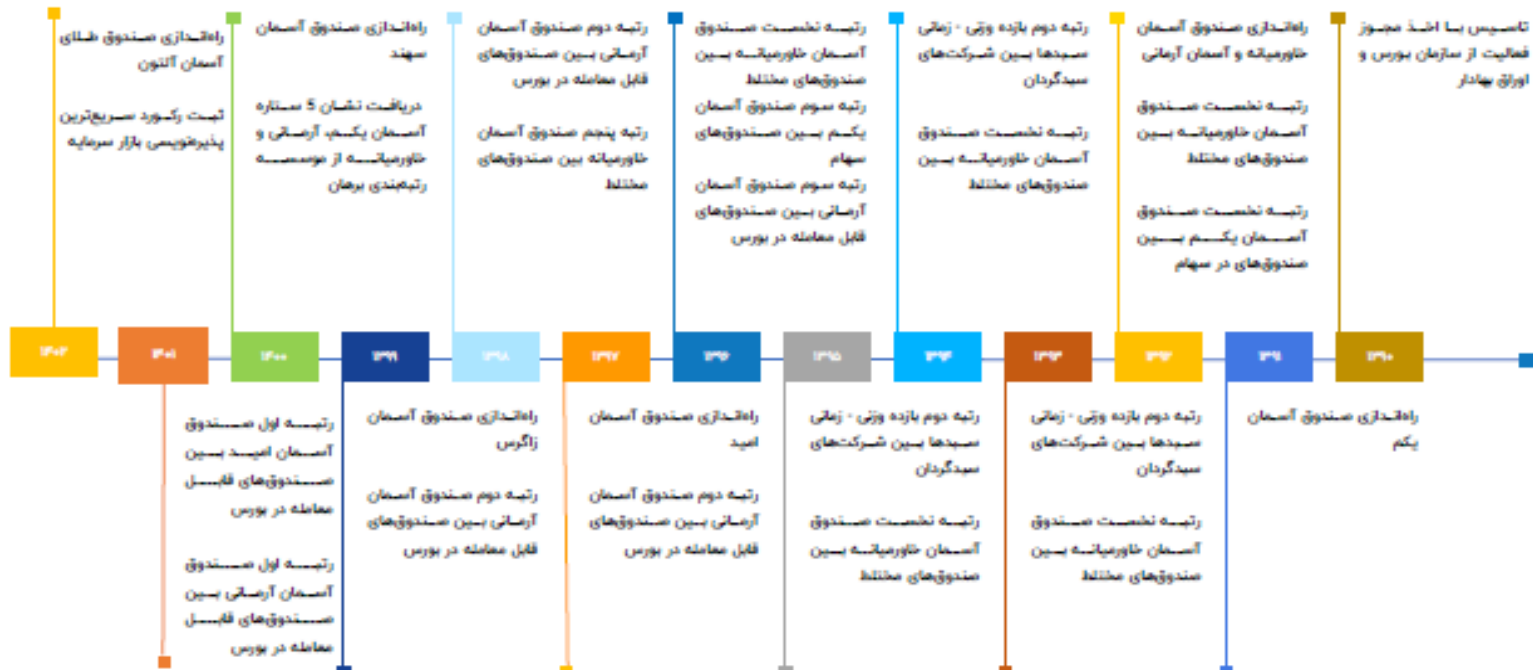 تاسیس با اخذ مجوز
فعالیت از سازمان بورس و
اوراق بهادار
۱۳۹۰
۱۳۹۱
راه‌اندازی صندوق آسمان
یکم
راه‌اندازی صندوق آسمان
خاورمیانه و آسمان آرمانی
رتبه نخست صندوق
آسمان خاورمیانه بین
صندوق‌های مختلط
رتبه نخست صندوق
آسمان یکم بین
صندوق‌های در سهام
۱۳۹۲
۱۳۹۳
رتبه دوم بازده وزنی - زمانی
سبدها بین شرکت‌های
سبدگردان
رتبه نخست صندوق
آسمان خاورمیانه بین
صندوق‌های مختلط
رتبه دوم بازده وزنی - زمانی
سبدها بین شرکت‌های
سبدگردان
رتبه نخست صندوق
آسمان خاورمیانه بین
صندوق‌های مختلط
۱۳۹۴
۱۳۹۵
رتبه دوم بازده وزنی - زمانی
سبدها بین شرکت‌های
سبدگردان
رتبه نخست صندوق
آسمان خاورمیانه بین
صندوق‌های مختلط
رتبه نخست صندوق
آسمان خاورمیانه بین
صندوق‌های مختلط
رتبه سوم صندوق آسمان
یکم بین صندوق‌های
سهام
رتبه سوم صندوق آسمان
آرمانی بین صندوق‌های
قابل معامله در بورس
۱۳۹۶
۱۳۹۷
راه‌اندازی صندوق آسمان
امید
رتبه دوم صندوق آسمان
آرمانی بین صندوق‌های
قابل معامله در بورس
رتبه دوم صندوق آسمان
آرمانی بین صندوق‌های
قابل معامله در بورس
رتبه پنجم صندوق آسمان
خاورمیانه بین صندوق‌های
مختلط
۱۳۹۸
۱۳۹۹
راه‌اندازی صندوق آسمان
زاگرس
رتبه دوم صندوق آسمان
آرمانی بین صندوق‌های
قابل معامله در بورس
راه‌اندازی صندوق آسمان
سهند
دریافت نشان 5 ستاره
آسمان یکم، آرمانی و
خاورمیانه از موسسه
رتبه‌بندی برهان
۱۴۰۰
۱۴۰۱
رتبه اول صندوق
آسمان امید بین
صندوق‌های قابل
معامله در بورس
رتبه اول صندوق
آسمان آرمانی بین
صندوق‌های قابل
معامله در بورس
راه‌اندازی صندوق طلای
آسمان آلتون
ثبت رکورد سریع‌ترین
پذیره‌نویسی بازار سرمایه
۱۴۰۲